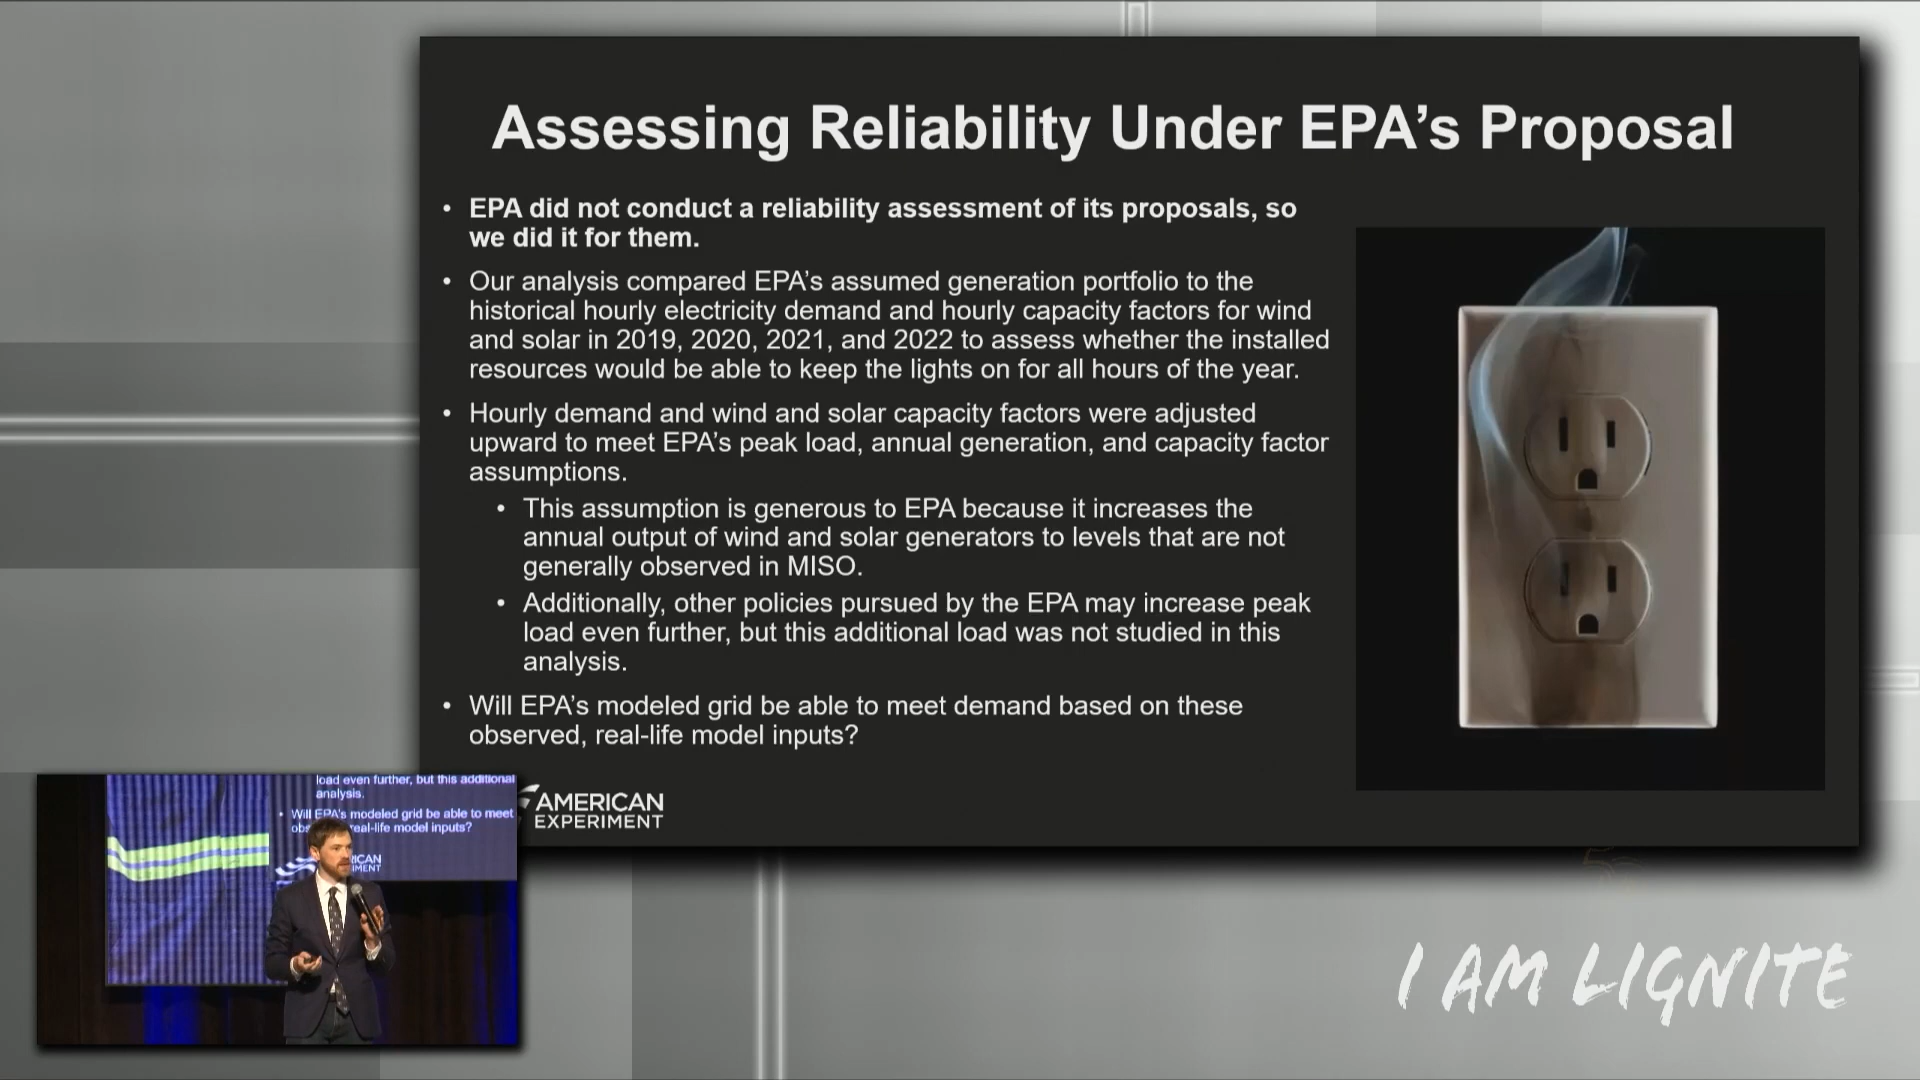 Assessing Reliability Under EPA’s Proposal
• EPA did not conduct a reliability assessment of its proposals, so
we did it for them.
• Our analysis compared EPA’s assumed generation portfolio to the
historical hourly electricity demand and hourly capacity factors for wind
and solar in 2019, 2020, 2021, and 2022 to assess whether the installed
resources would be able to keep the lights on for all hours of the year.
• Hourly demand and wind and solar capacity factors were adjusted
upward to meet EPA’s peak load, annual generation, and capacity factor
assumptions.
• This assumption is generous to EPA because it increases the
annual output of wind and solar generators to levels that are not
generally observed in MISO.
• Additionally, other policies pursued by the EPA may increase peak
load even further, but this additional load was not studied in this
analysis.
• Will EPA’s modeled grid be able to meet demand based on these
observed, real-life model inputs?
AMERICAN
EXPERIMENT
load even further, but this additional
analysis.
• Will EPA's modeled grid be able to meet
real-life model inputs?
I AM LIGNITE